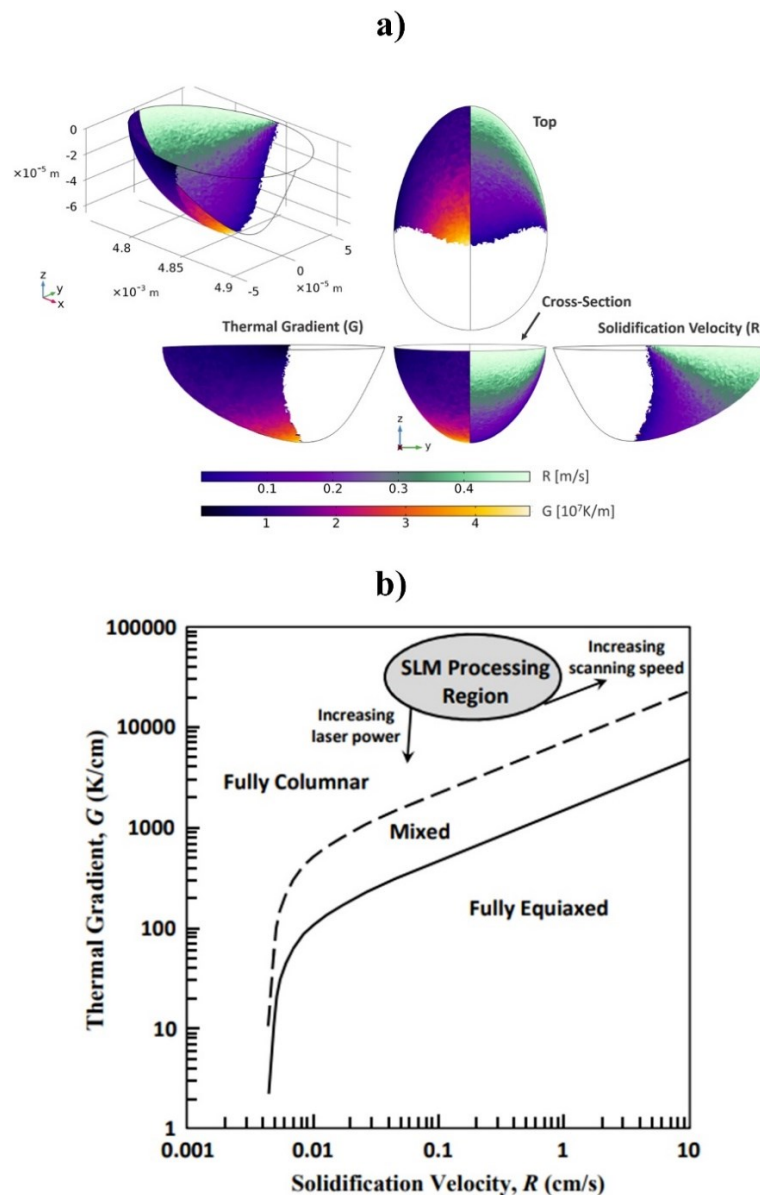 a)
Top
0
-2
-4
-6
×10⁻⁵ m
4.8
4.85
4.9
×10⁻³ m
-5
0
5
×10⁻⁵ m
z
y
x
Cross-Section
Thermal Gradient (G)
Solidification Velocity (R
z
y
0.1 0.2 0.3 0.4 R [m/s]
1 2 3 4 G [10⁷K/m]
b)
100000
10000
1000
100
10
1
Thermal Gradient, G (K/cm)
SLM Processing
Region
Increasing
scanning speed
Increasing
laser power
Fully Columnar
Mixed
Fully Equiaxed
0.001 0.01 0.1 1 10
Solidification Velocity, R (cm/s)